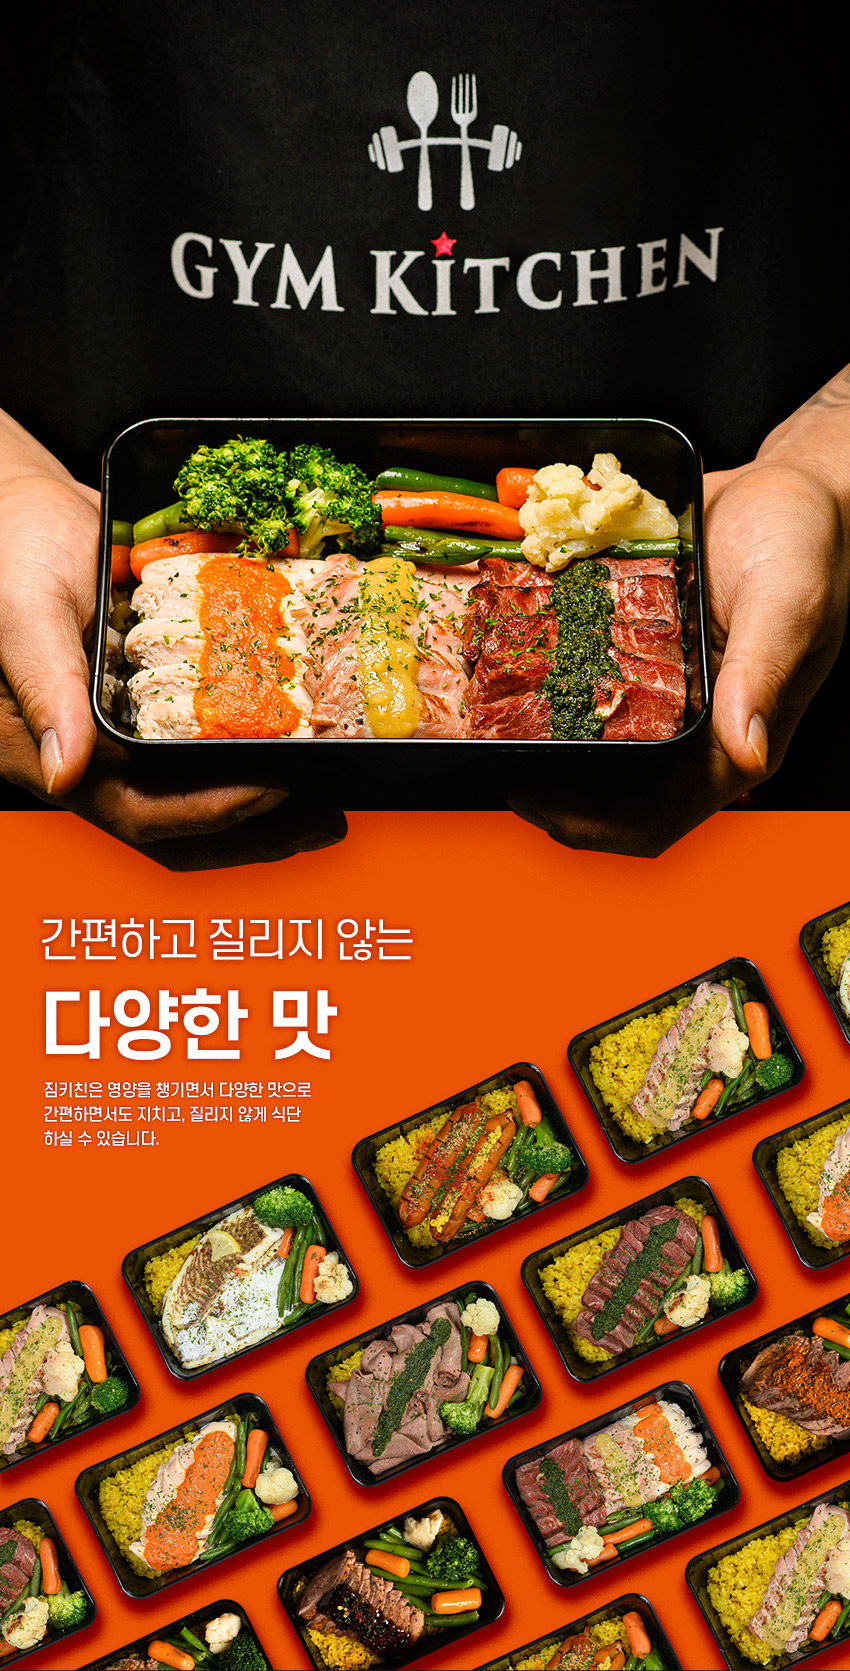 GYM KiTCHEN
간편하고 질리지 않는
다양한 맛
짐키친은 영양을 챙기면서 다양한 맛으로
간편하면서도 지치고, 질리지 않게 식단
하실 수 있습니다.